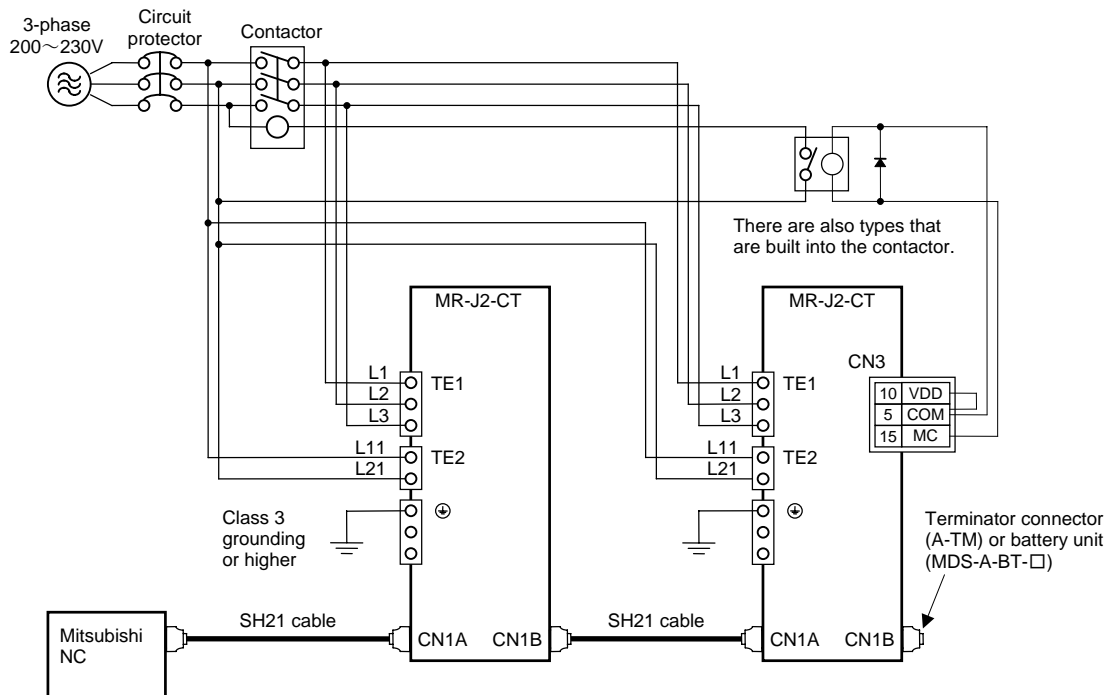 3-phase
200～230V
Circuit
protector
Contactor
There are also types that
are built into the contactor.
MR-J2-CT
L1
L2
L3
TE1
L11
L21
TE2
Class 3
grounding
or higher
CN1A
CN1B
MR-J2-CT
L1
L2
L3
TE1
L11
L21
TE2
CN3
10 VDD
5 COM
15 MC
CN1A
CN1B
Terminator connector
(A-TM) or battery unit
(MDS-A-BT-□)
Mitsubishi
NC
SH21 cable
SH21 cable